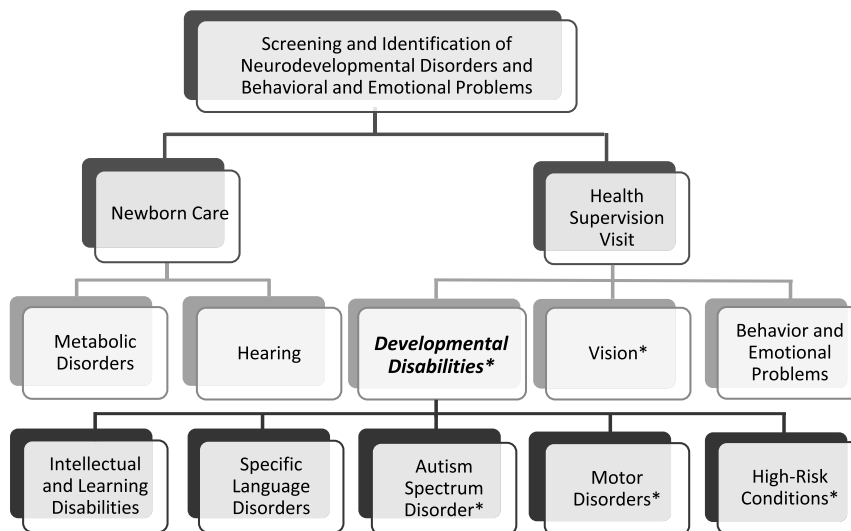 Screening and Identification of
Neurodevelopmental Disorders and
Behavioral and Emotional Problems
Newborn Care
Health
Supervision
Visit
Metabolic
Disorders
Hearing
Developmental
Disabilities*
Vision*
Behavior and
Emotional
Problems
Intellectual
and Learning
Disabilities
Specific
Language
Disorders
Autism
Spectrum
Disorder*
Motor
Disorders*
High-Risk
Conditions*